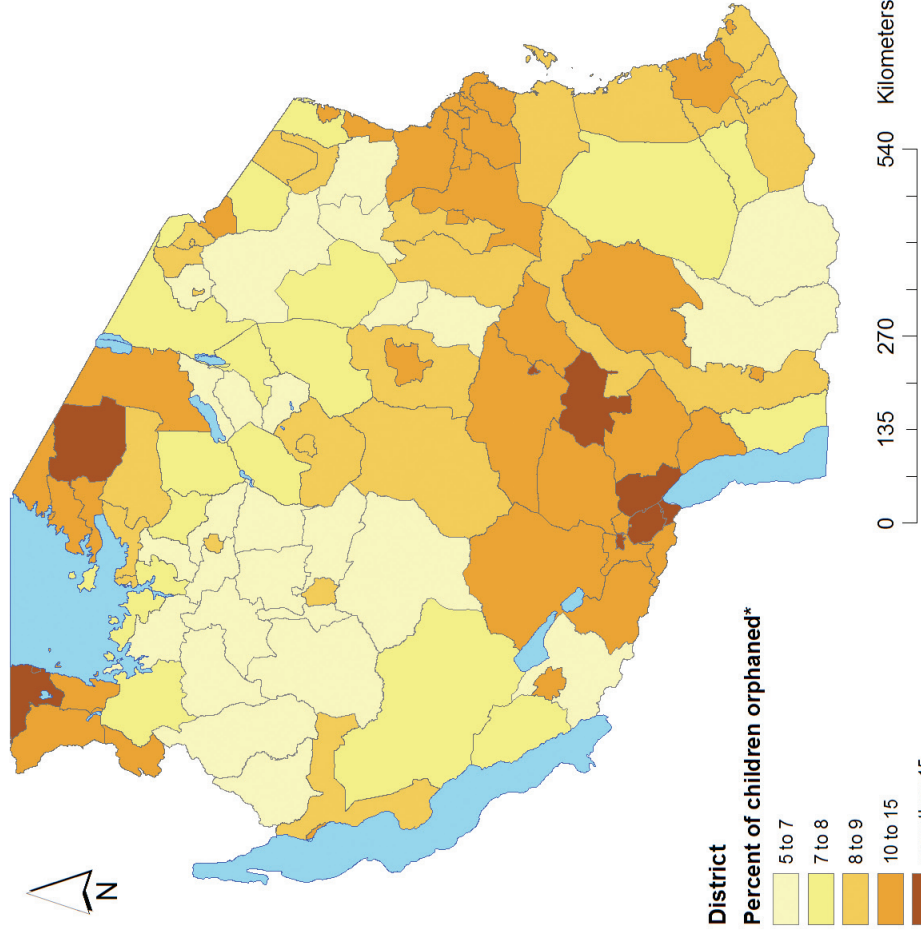 N
District
Percent of children orphaned*
5 to 7
7 to 8
8 to 9
10 to 15
0 135 270 540 Kilometers